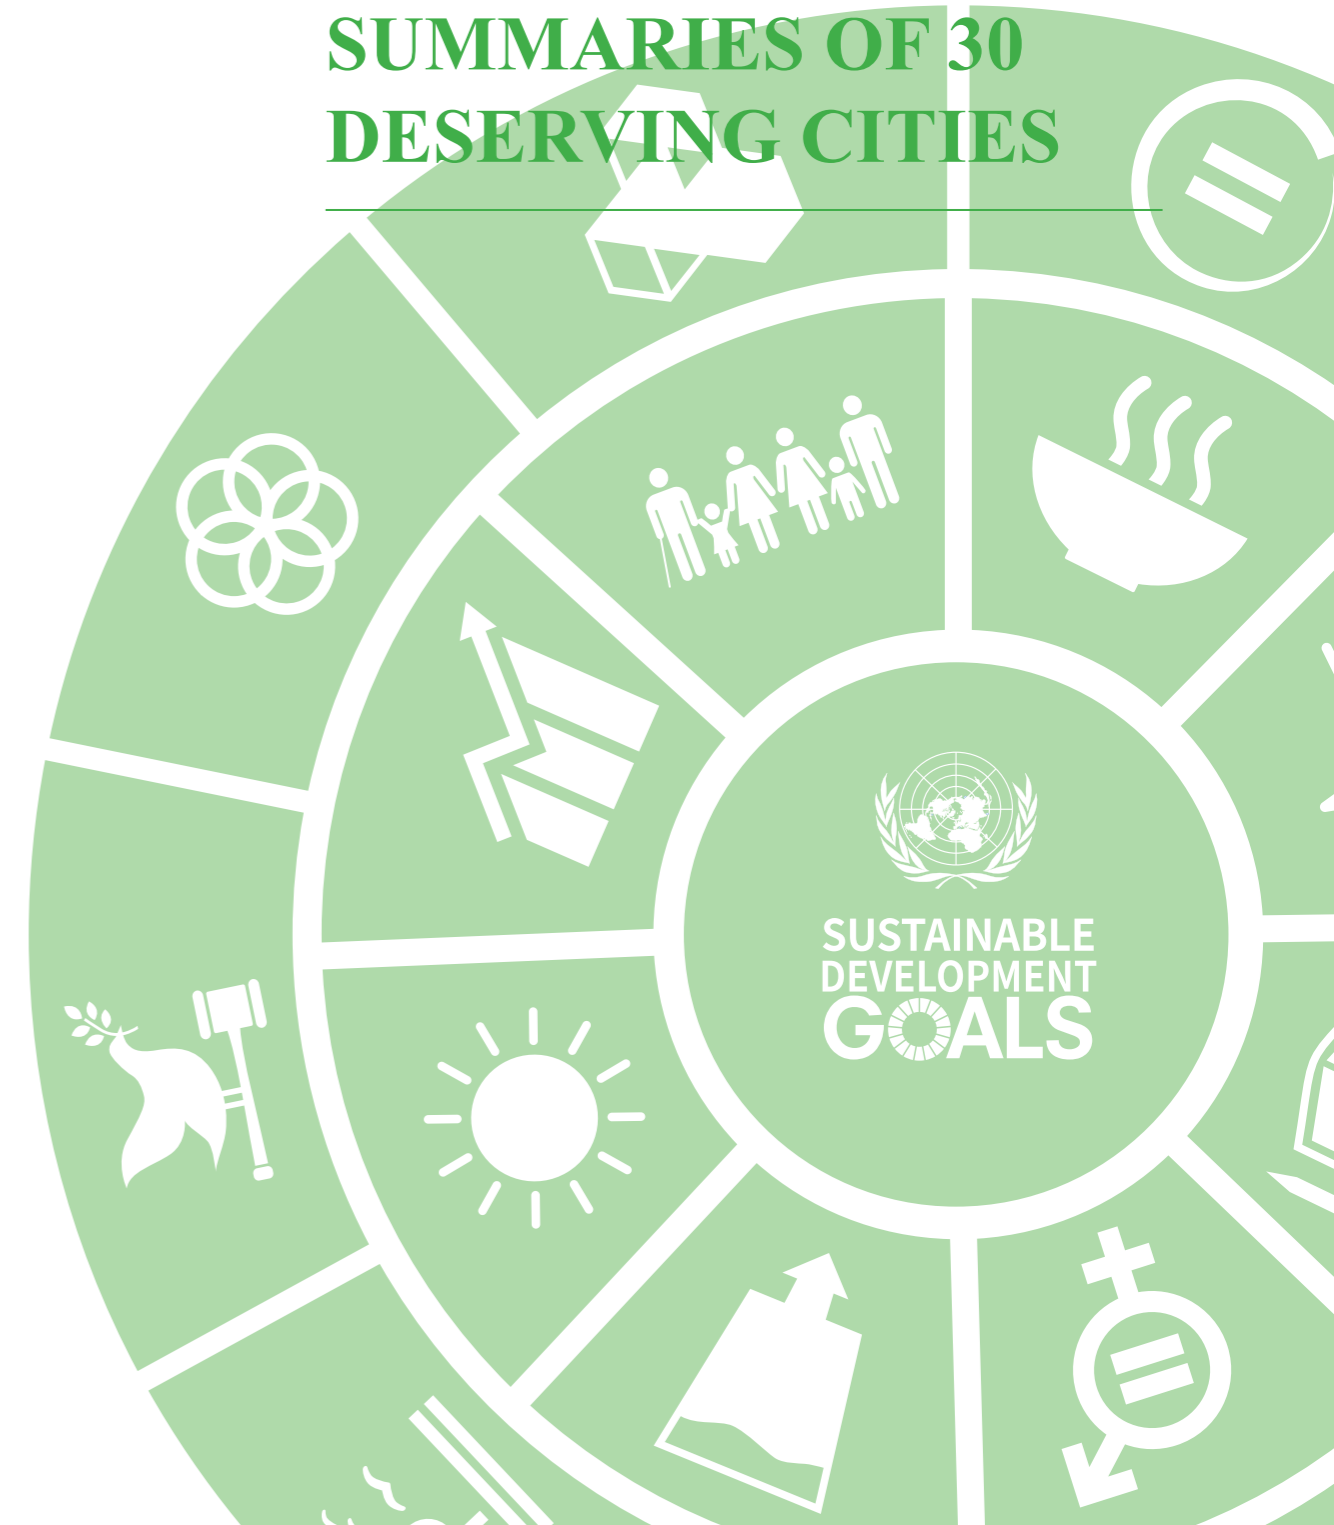 SUMMARIES OF 30
DESERVING CITIES
SUSTAINABLE
DEVELOPMENT
GOALS